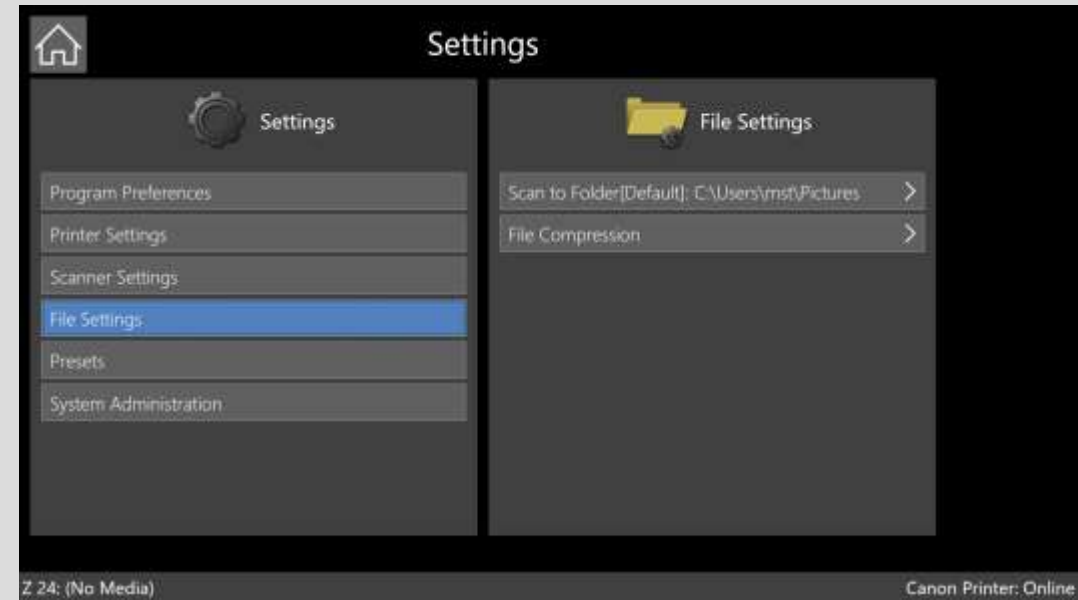 Settings
Settings
Program Preferences
Printer Settings
Scanner Settings
File Settings
Presets
System Administration
File Settings
Scan to Folder[Default]: C:\Users\mst\Pictures
File Compression
Z 24: (No Media)
Canon Printer: Online